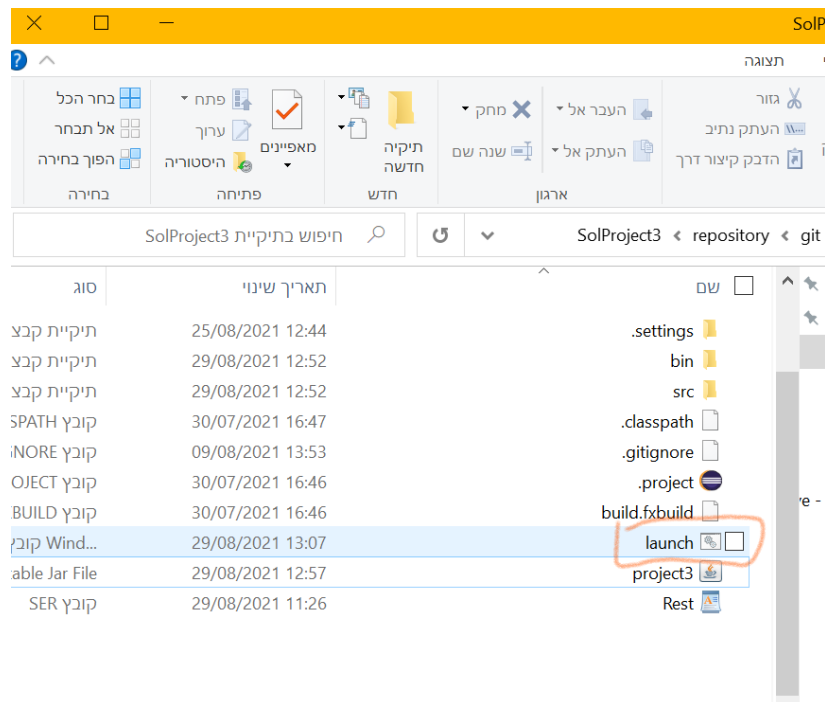 SolP
תצוגה
גזור
העתק נתיב
הדבק קיצור דרך
העבר אל
העתק אל
מחק
שנה שם
ארגון
תיקיה חדשה
חדש
מאפיינים
פתח
ערוך
היסטוריה
פתיחה
בחר הכל
אל תבחר
הפוך בחירה
בחירה
git > repository > SolProject3
חיפוש בתיקיית SolProject3
שם תאריך שינוי סוג
.settings 25/08/2021 12:44 תיקיית קבצ
bin 29/08/2021 12:52 תיקיית קבצ
src 29/08/2021 12:52 תיקיית קבצ
.classpath 30/07/2021 16:47 קובץ SPATH
.gitignore 09/08/2021 13:53 קובץ GNORE
.project 30/07/2021 16:46 קובץ OJECT
build.fxbuild 30/07/2021 16:46 קובץ BUILD
launch 29/08/2021 13:07 קובץ Wind...
project3 29/08/2021 12:57 table Jar File
Rest 29/08/2021 11:26 קובץ SER